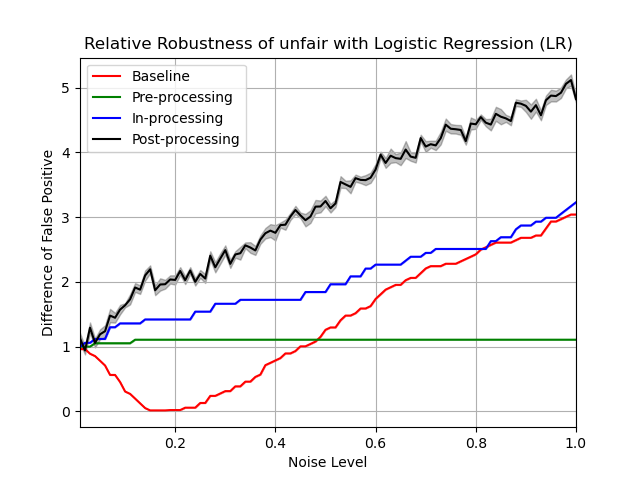 Relative Robustness of unfair with Logistic Regression (LR)
Baseline
Pre-processing
In-processing
Post-processing
Difference of False Positive
5
4
3
2
1
0
0.2 0.4 0.6 0.8 1.0
Noise Level